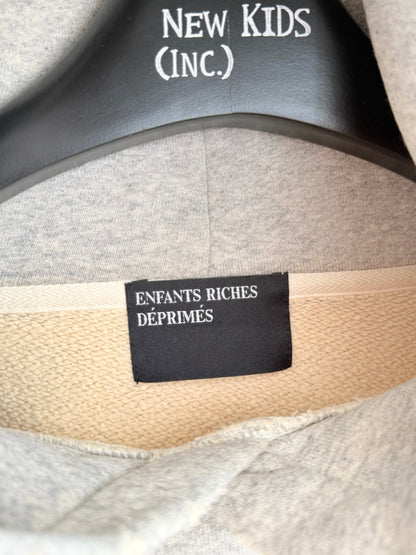 NEW KIDS
(INC.)
ENFANTS RICHES
DÉPRIMÉS